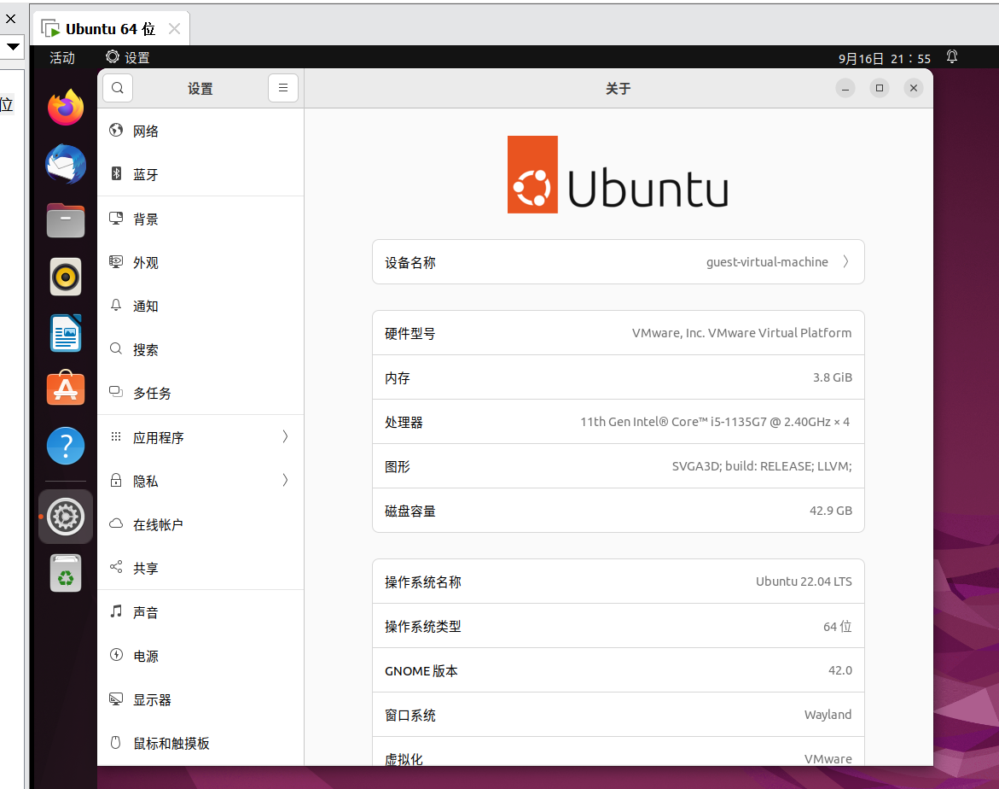 Ubuntu 64 位
活动
设置
9月16日 21：55
位
设置
关于
网络
蓝牙
背景
外观
通知
搜索
多任务
应用程序
隐私
在线帐户
共享
声音
电源
显示器
鼠标和触摸板
Ubuntu
设备名称 guest-virtual-machine
硬件型号 VMware, Inc. VMware Virtual Platform
内存 3.8 GiB
处理器 11th Gen Intel® Core™ i5-1135G7 @ 2.40GHz × 4
图形 SVGA3D; build: RELEASE; LLVM;
磁盘容量 42.9 GB
操作系统名称 Ubuntu 22.04 LTS
操作系统类型 64 位
GNOME 版本 42.0
窗口系统 Wayland
虚拟化 VMware